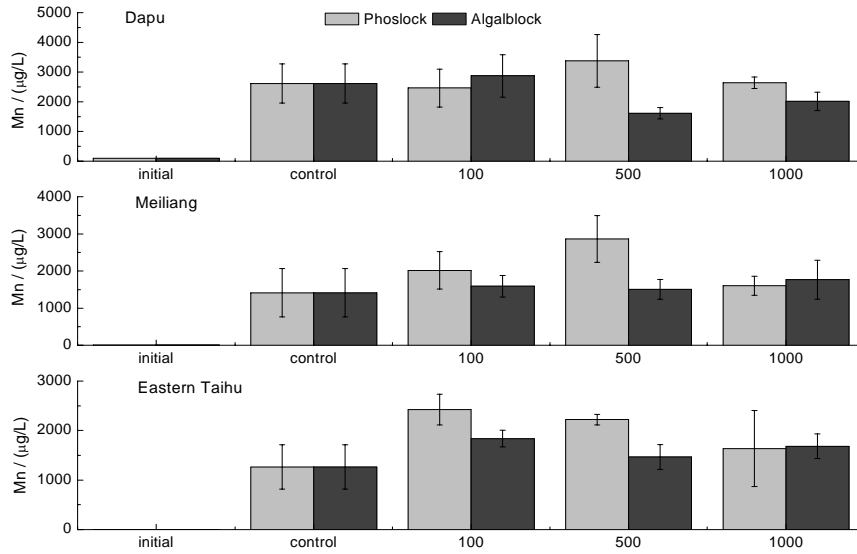 Dapu
Phoslock Algalblock
Mn / (μg/L)
5000
4000
3000
2000
1000
0
initial control 100 500 1000
Meiliang
Mn / (μg/L)
4000
3000
2000
1000
0
initial control 100 500 1000
Eastern Taihu
Mn / (μg/L)
3000
2000
1000
0
initial control 100 500 1000